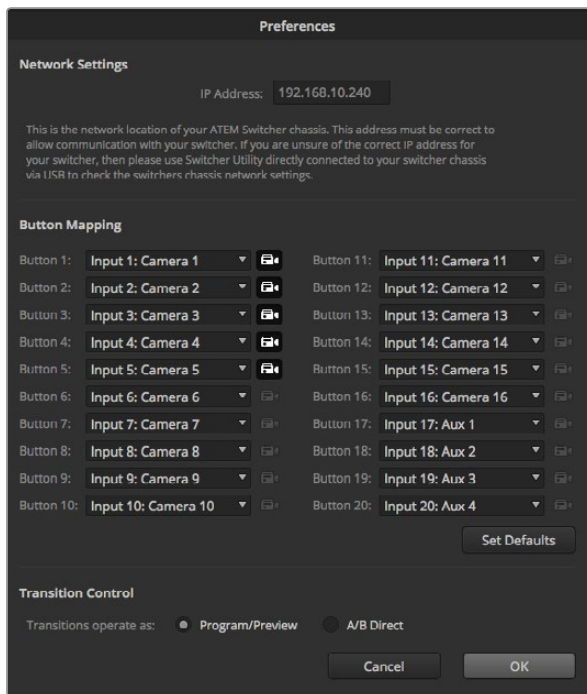 Preferences
Network Settings
IP Address: 192.168.10.240
This is the network location of your ATEM Switcher chassis. This address must be correct to
allow communication with your switcher. If you are unsure of the correct IP address for
your switcher, then please use Switcher Utility directly connected to your switcher chassis
via USB to check the switchers chassis network settings.
Button Mapping
Button 1: Input 1: Camera 1 Button 11: Input 11: Camera 11
Button 2: Input 2: Camera 2 Button 12: Input 12: Camera 12
Button 3: Input 3: Camera 3 Button 13: Input 13: Camera 13
Button 4: Input 4: Camera 4 Button 14: Input 14: Camera 14
Button 5: Input 5: Camera 5 Button 15: Input 15: Camera 15
Button 6: Input 6: Camera 6 Button 16: Input 16: Camera 16
Button 7: Input 7: Camera 7 Button 17: Input 17: Aux 1
Button 8: Input 8: Camera 8 Button 18: Input 18: Aux 2
Button 9: Input 9: Camera 9 Button 19: Input 19: Aux 3
Button 10: Input 10: Camera 10 Button 20: Input 20: Aux 4
Set Defaults
Transition Control
Transitions operate as: Program/Preview A/B Direct
Cancel OK